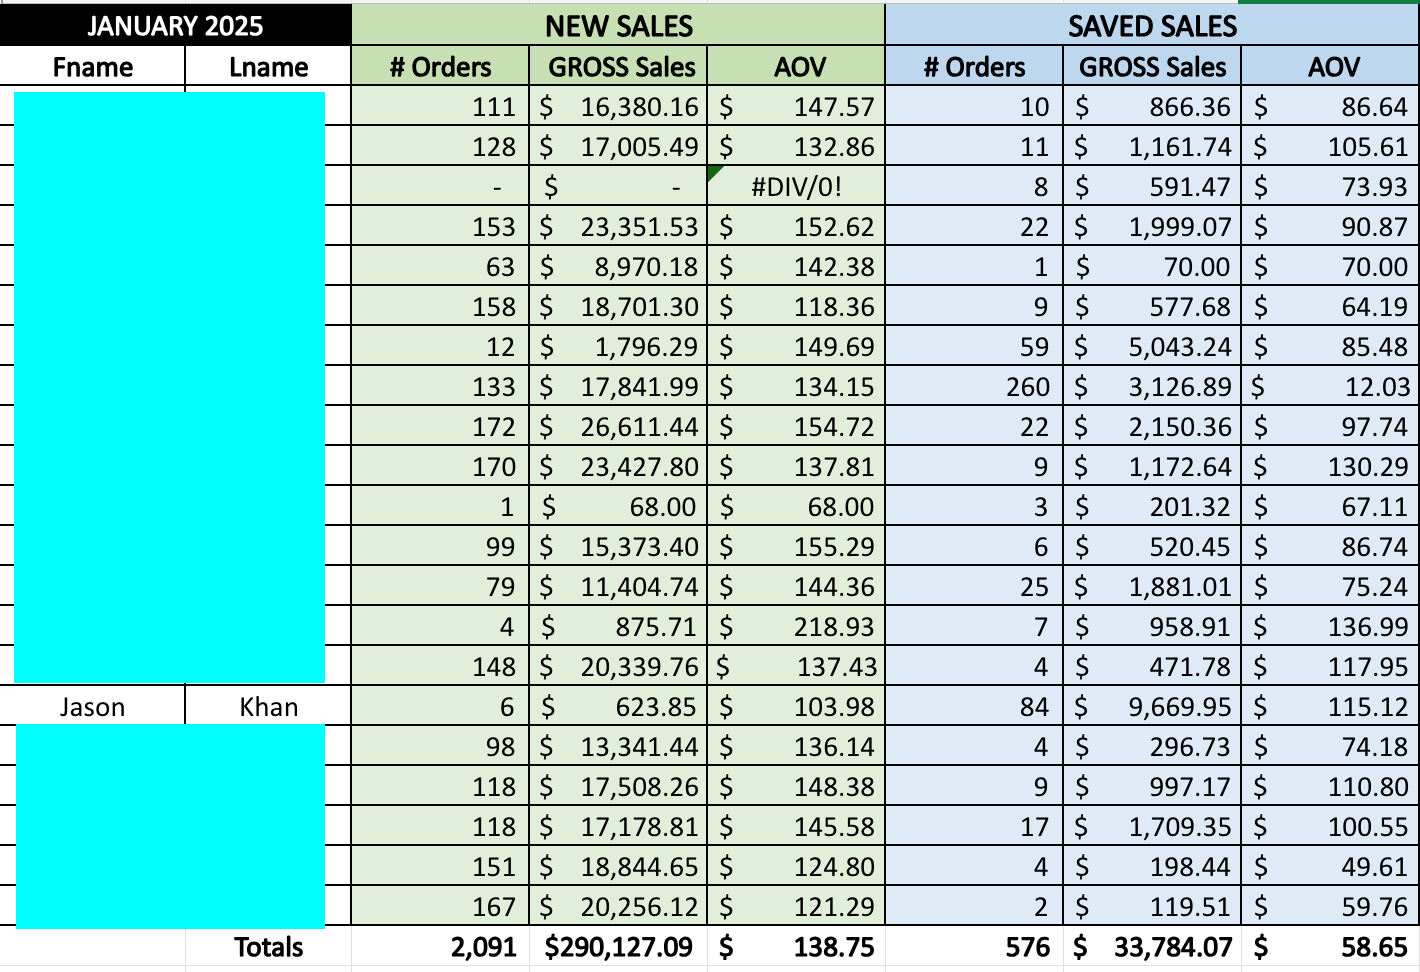 JANUARY 2025 NEW SALES SAVED SALES
Fname Lname # Orders GROSS Sales AOV # Orders GROSS Sales AOV
111 $ 16,380.16 $ 147.57 10 $ 866.36 $ 86.64
128 $ 17,005.49 $ 132.86 11 $ 1,161.74 $ 105.61
- $ - #DIV/0! 8 $ 591.47 $ 73.93
153 $ 23,351.53 $ 152.62 22 $ 1,999.07 $ 90.87
63 $ 8,970.18 $ 142.38 1 $ 70.00 $ 70.00
158 $ 18,701.30 $ 118.36 9 $ 577.68 $ 64.19
12 $ 1,796.29 $ 149.69 59 $ 5,043.24 $ 85.48
133 $ 17,841.99 $ 134.15 260 $ 3,126.89 $ 12.03
172 $ 26,611.44 $ 154.72 22 $ 2,150.36 $ 97.74
170 $ 23,427.80 $ 137.81 9 $ 1,172.64 $ 130.29
1 $ 68.00 $ 68.00 3 $ 201.32 $ 67.11
99 $ 15,373.40 $ 155.29 6 $ 520.45 $ 86.74
79 $ 11,404.74 $ 144.36 25 $ 1,881.01 $ 75.24
4 $ 875.71 $ 218.93 7 $ 958.91 $ 136.99
148 $ 20,339.76 $ 137.43 4 $ 471.78 $ 117.95
Jason Khan 6 $ 623.85 $ 103.98 84 $ 9,669.95 $ 115.12
98 $ 13,341.44 $ 136.14 4 $ 296.73 $ 74.18
118 $ 17,508.26 $ 148.38 9 $ 997.17 $ 110.80
118 $ 17,178.81 $ 145.58 17 $ 1,709.35 $ 100.55
151 $ 18,844.65 $ 124.80 4 $ 198.44 $ 49.61
167 $ 20,256.12 $ 121.29 2 $ 119.51 $ 59.76
Totals 2,091 $290,127.09 $ 138.75 576 $ 33,784.07 $ 58.65